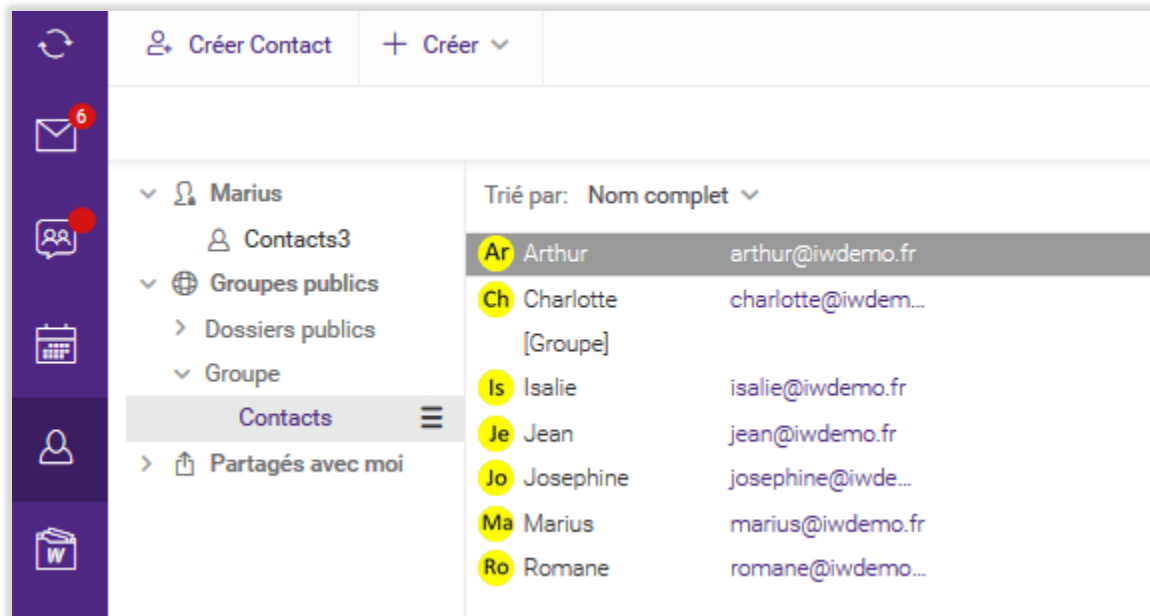 Créer Contact
Créer
6
Marius
Contacts3
Groupes publics
Dossiers publics
Groupe
Contacts
Partagés avec moi
W
Trié par: Nom complet
Ar Arthur arthur@iwdemo.fr
Ch Charlotte charlotte@iwdem...
[Groupe]
Is Isalie isalie@iwdemo.fr
Je Jean jean@iwdemo.fr
Jo Josephine josephine@iwde...
Ma Marius marius@iwdemo.fr
Ro Romane romane@iwdemo...